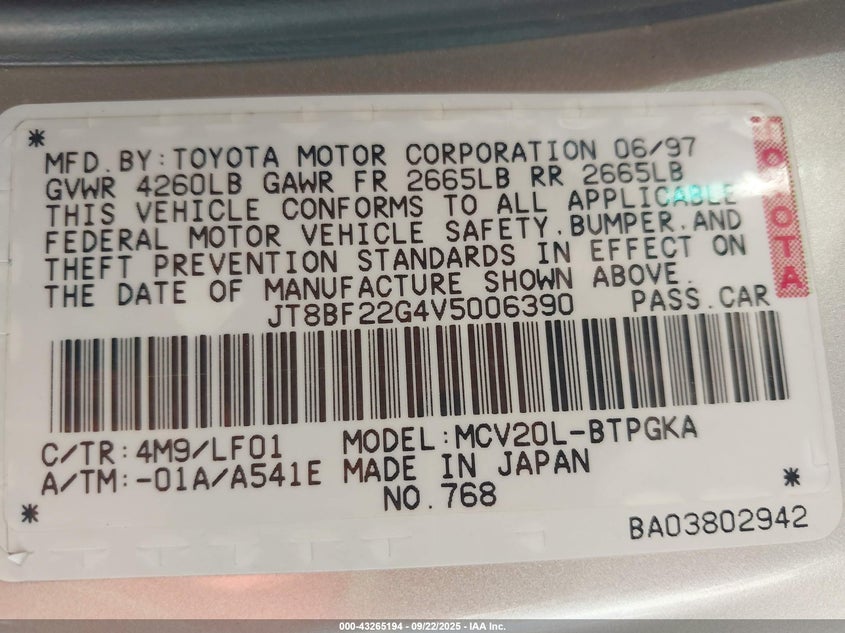 *
MFD. BY: TOYOTA MOTOR CORPORATION 06/97
GVWR 4260LB GAWR FR 2665LB RR 2665LB
THIS VEHICLE CONFORMS TO ALL APPLICABLE
FEDERAL MOTOR VEHICLE SAFETY, BUMPER, AND
THEFT PREVENTION STANDARDS IN EFFECT ON
THE DATE OF MANUFACTURE SHOWN ABOVE.
JT8BF22G4V5006390 PASS. CAR
TOYOTA
C/TR: 4M9/LF01 MODEL: MCV20L-BTPGKA
A/TM: -01A/A541E MADE IN JAPAN
* NO. 768 *
BA03802942
000-43265194 - 09/22/2025 - IAA Inc.